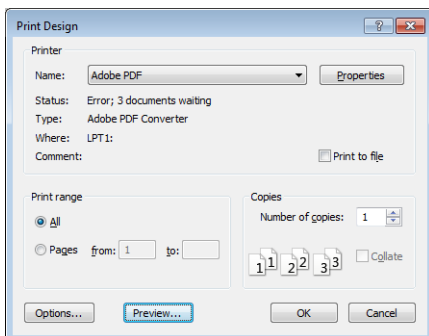 Print Design
Printer
Name: Adobe PDF Properties
Status: Error; 3 documents waiting
Type: Adobe PDF Converter
Where: LPT1:
Comment: Print to file
Print range
All
Pages from: 1 to:
Copies
Number of copies: 1
1 1 2 2 3 3 Collate
Options... Preview... OK Cancel